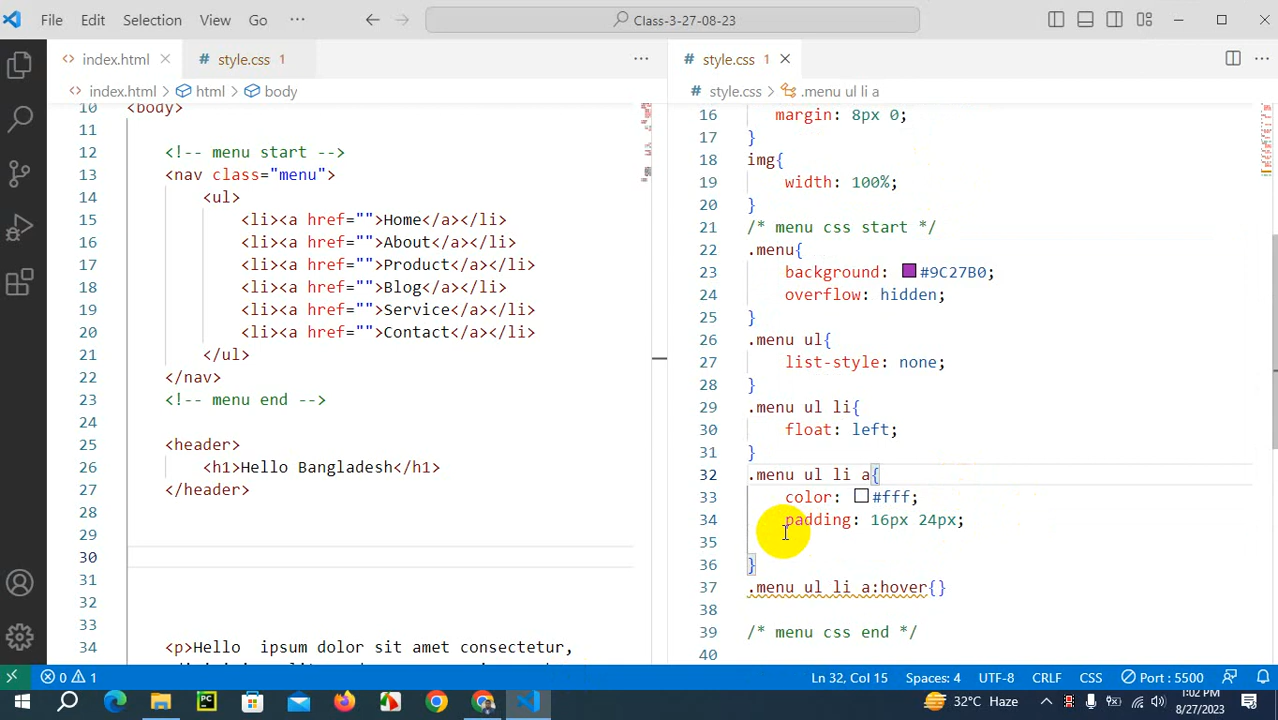 File Edit Selection View Go ··· Class-3-27-08-23
index.html style.css 1 ···
index.html > html > body
10 <body>
11
12 <!-- menu start -->
13 <nav class="menu">
14 <ul>
15 <li><a href="">Home</a></li>
16 <li><a href="">About</a></li>
17 <li><a href="">Product</a></li>
18 <li><a href="">Blog</a></li>
19 <li><a href="">Service</a></li>
20 <li><a href="">Contact</a></li>
21 </ul>
22 </nav>
23 <!-- menu end -->
24
25 <header>
26 <h1>Hello Bangladesh</h1>
27 </header>
28
29
30
31
32
33
34 <p>Hello  ipsum dolor sit amet consectetur,
style.css 1 ···
style.css > .menu ul li a
16 margin: 8px 0;
17 }
18 img{
19 width: 100%;
20 }
21 /* menu css start */
22 .menu{
23 background: #9C27B0;
24 overflow: hidden;
25 }
26 .menu ul{
27 list-style: none;
28 }
29 .menu ul li{
30 float: left;
31 }
32 .menu ul li a{
33 color: #fff;
34 padding: 16px 24px;
35
36 }
37 .menu ul li a:hover{}
38
39 /* menu css end */
40
0 1 Ln 32, Col 15 Spaces: 4 UTF-8 CRLF CSS Port : 5500
32°C Haze 1:02 PM
8/27/2023